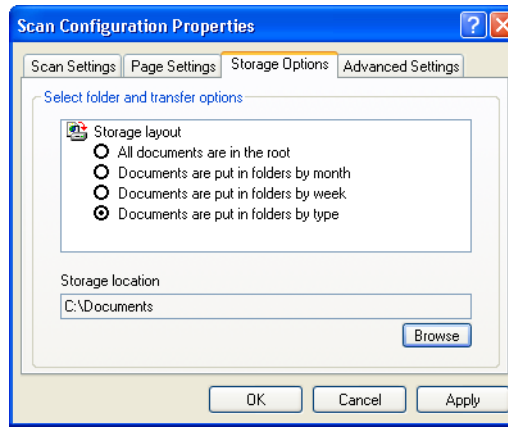 Scan Configuration Properties
Scan Settings Page Settings Storage Options Advanced Settings
Select folder and transfer options
Storage layout
All documents are in the root
Documents are put in folders by month
Documents are put in folders by week
Documents are put in folders by type
Storage location
C:\Documents
Browse
OK Cancel Apply